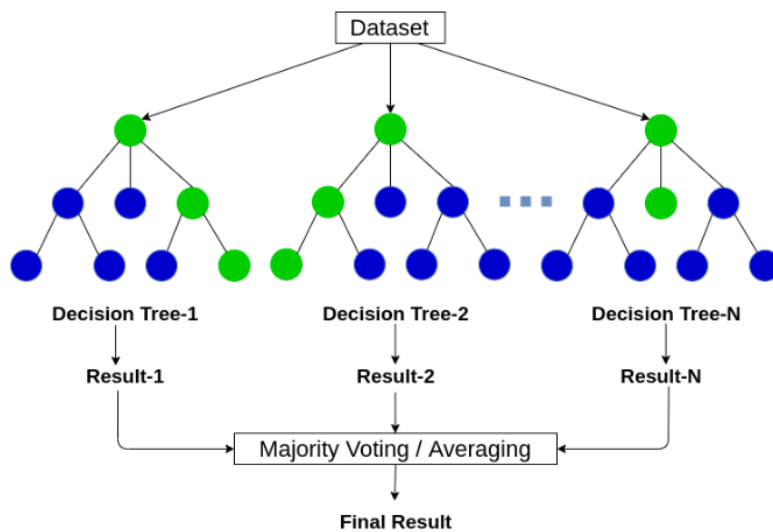 Dataset
Decision Tree-1
Decision Tree-2
Decision Tree-N
Result-1
Result-2
Result-N
Majority Voting / Averaging
Final Result